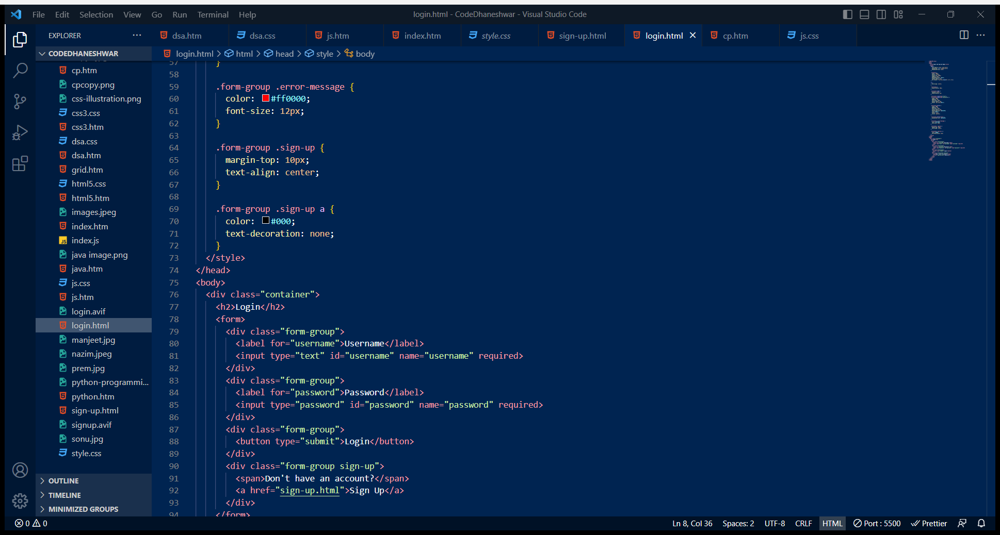 File Edit Selection View Go Run Terminal Help
login.html - CodeDhaneshwar - Visual Studio Code
EXPLORER
dsa.htm dsa.css js.htm index.htm style.css sign-up.html login.html cp.htm js.css
CODEDHANESHWAR
login.html > html > head > style > body
cp.htm
cpcopy.png
css-illustration.png
css3.css
css3.htm
dsa.css
dsa.htm
grid.htm
html5.css
html5.htm
images.jpeg
index.htm
index.js
java image.png
java.htm
js.css
js.htm
login.avif
login.html
manjeet.jpg
nazim.jpeg
prem.jpg
python-programmi...
python.htm
sign-up.html
signup.avif
sonu.jpg
style.css
OUTLINE
TIMELINE
MINIMIZED GROUPS
57 }
58
59 .form-group .error-message {
60 color: #ff0000;
61 font-size: 12px;
62 }
63
64 .form-group .sign-up {
65 margin-top: 10px;
66 text-align: center;
67 }
68
69 .form-group .sign-up a {
70 color: #000;
71 text-decoration: none;
72 }
73 </style>
74 </head>
75 <body>
76 <div class="container">
77 <h2>Login</h2>
78 <form>
79 <div class="form-group">
80 <label for="username">Username</label>
81 <input type="text" id="username" name="username" required>
82 </div>
83 <div class="form-group">
84 <label for="password">Password</label>
85 <input type="password" id="password" name="password" required>
86 </div>
87 <div class="form-group">
88 <button type="submit">Login</button>
89 </div>
90 <div class="form-group sign-up">
91 <span>Don't have an account?</span>
92 <a href="sign-up.html">Sign Up</a>
93 </div>
94 </form>
0 0
Ln 8, Col 36 Spaces: 2 UTF-8 CRLF HTML Port : 5500 Prettier